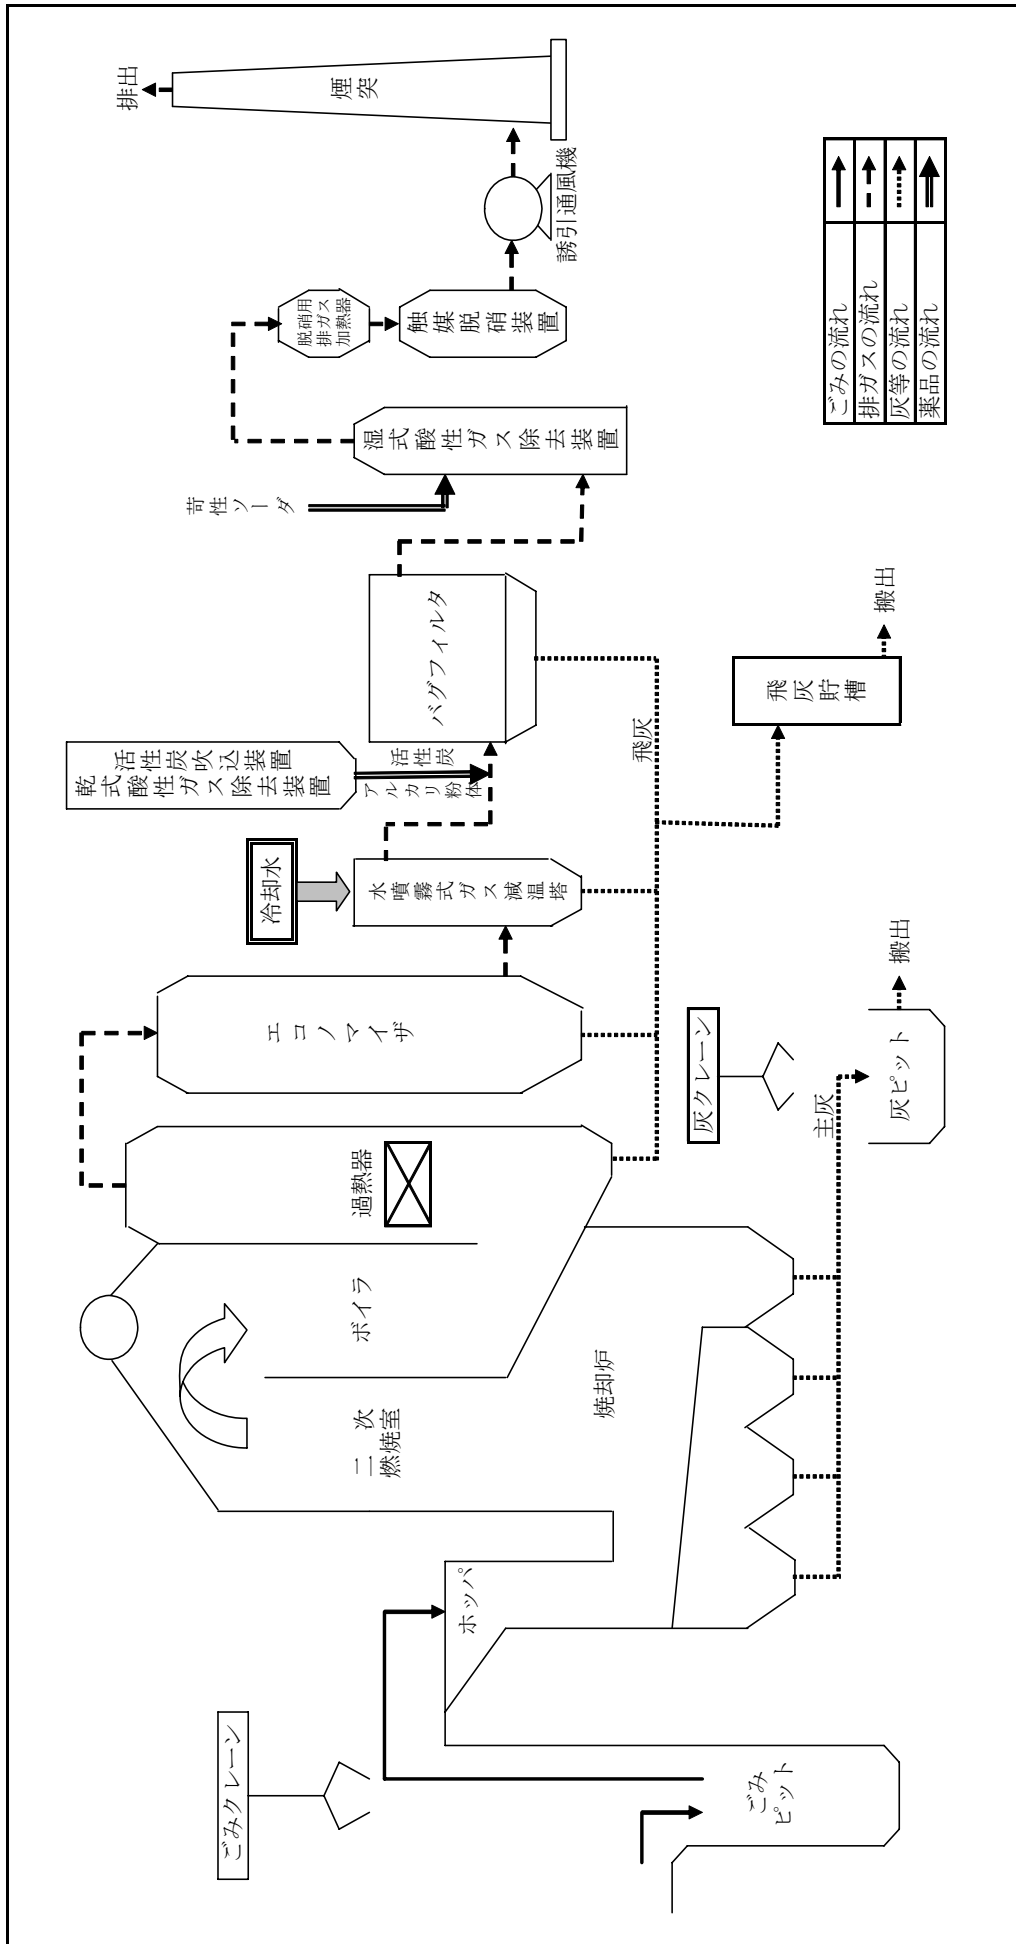 ごみクレーン
ごみ
ピット
ホッパ
二　次
燃焼室
焼却炉
ボイラ
過熱器
主灰
灰クレーン
灰ピット
搬出
エコノマイザ
冷却水
水噴霧式ガス減温塔
活性炭吹込装置
乾式酸性ガス除去装置
活性炭
アルカリ粉体
バグフィルタ
飛灰
飛灰貯槽
搬出
苛性ソーダ
湿式酸性ガス除去装置
脱硝用
排ガス
加熱器
触媒脱硝装置
誘引通風機
煙突
排出
ごみの流れ
排ガスの流れ
灰等の流れ
薬品の流れ